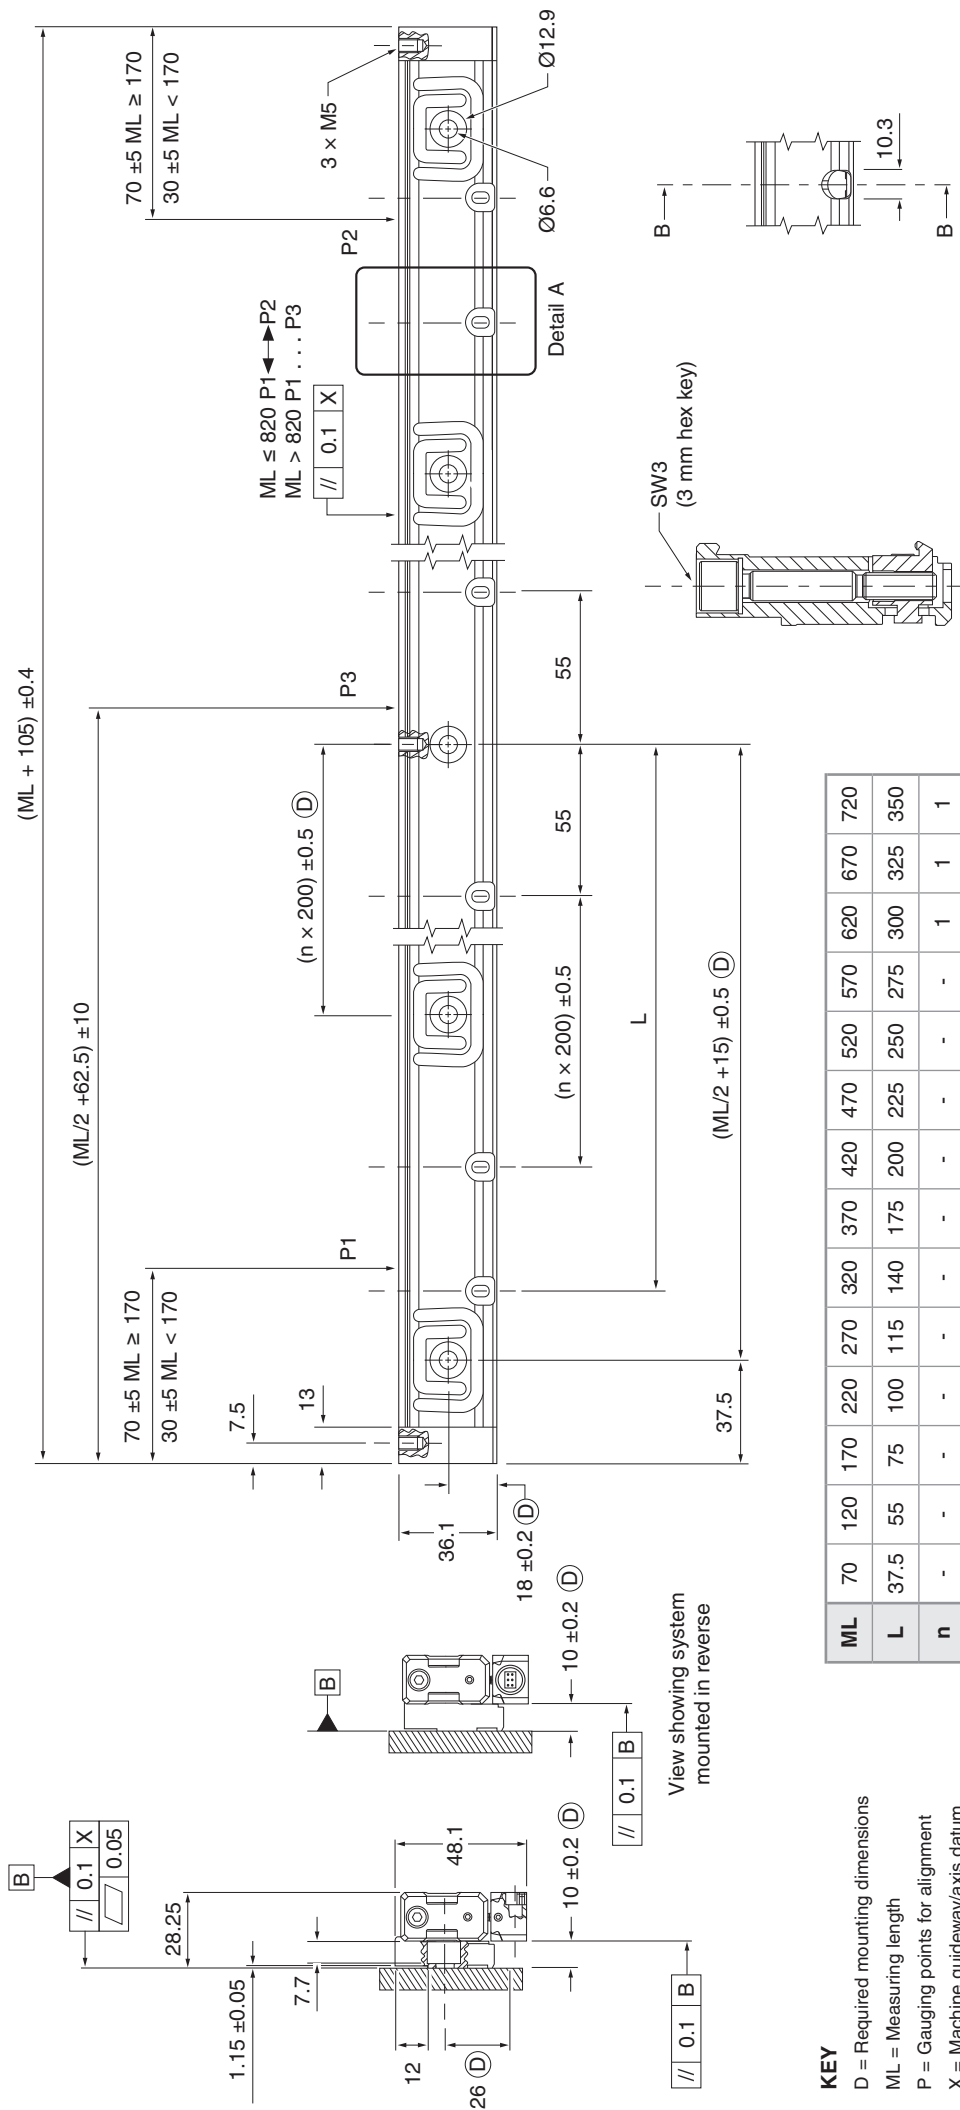 (ML + 105) ±0.4
(ML/2 +62.5) ±10
70 ±5 ML ≥ 170
30 ±5 ML < 170
70 ±5 ML ≥ 170
30 ±5 ML < 170
7.5
13
P1
(n × 200) ±0.5 D
P3
ML ≤ 820 P1 P2
ML > 820 P1 . . . P3
// 0.1 X
P2
3 × M5
Ø12.9
Ø6.6
Detail A
36.1
18 ±0.2 D
37.5
(n × 200) ±0.5
55
55
L
(ML/2 +15) ±0.5 D
B
// 0.1 X
0.05
28.25
1.15 ±0.05
7.7
12
26 D
48.1
10 ±0.2 D
// 0.1 B
B
10 ±0.2 D
// 0.1 B
View showing system
mounted in reverse
SW3
(3 mm hex key)
B
10.3
B
KEY
D = Required mounting dimensions
ML = Measuring length
P = Gauging points for alignment
X = Machine guideway/axis datum
ML 70 120 170 220 270 320 370 420 470 520 570 620 670 720
L 37.5 55 75 100 115 140 175 200 225 250 275 300 325 350
n - - - - - - - - - - - 1 1 1